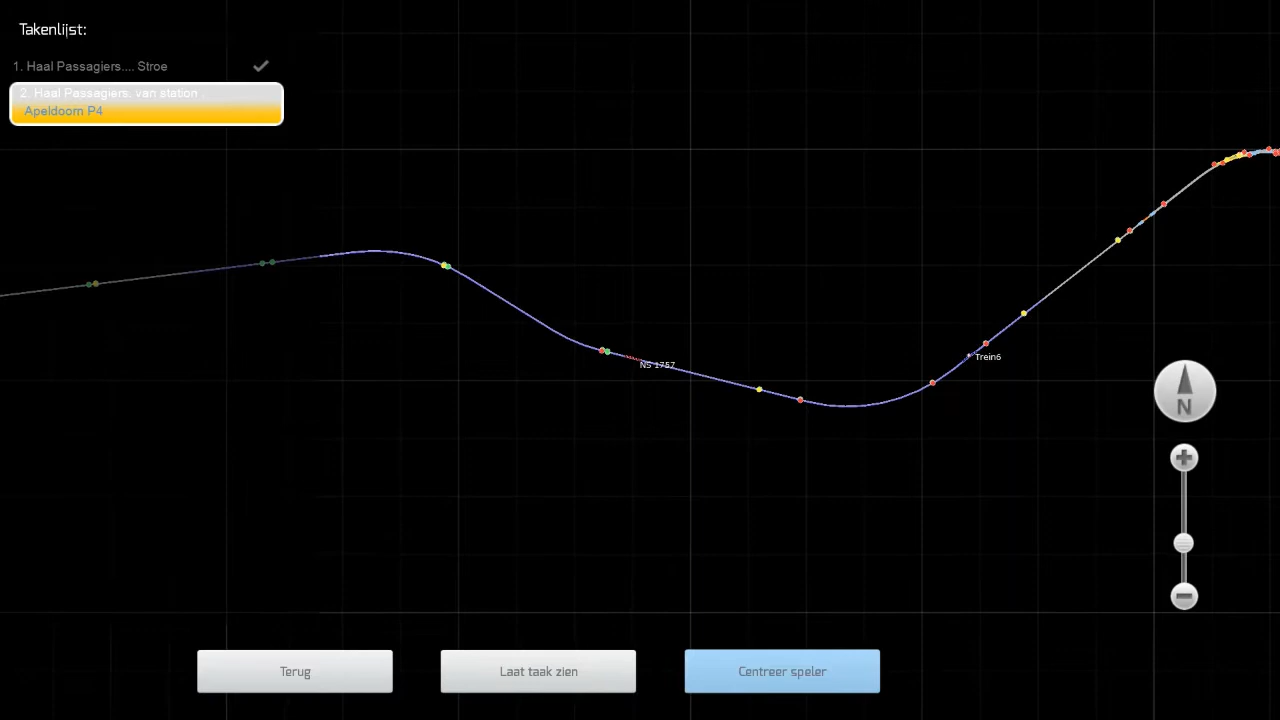 Takenlijst:
1. Haal Passagiers.... Stroe
2. Haal Passagiers. van station
Apeldoorn P4
NS 1757
Trein6
N
Terug
Laat taak zien
Centreer speler